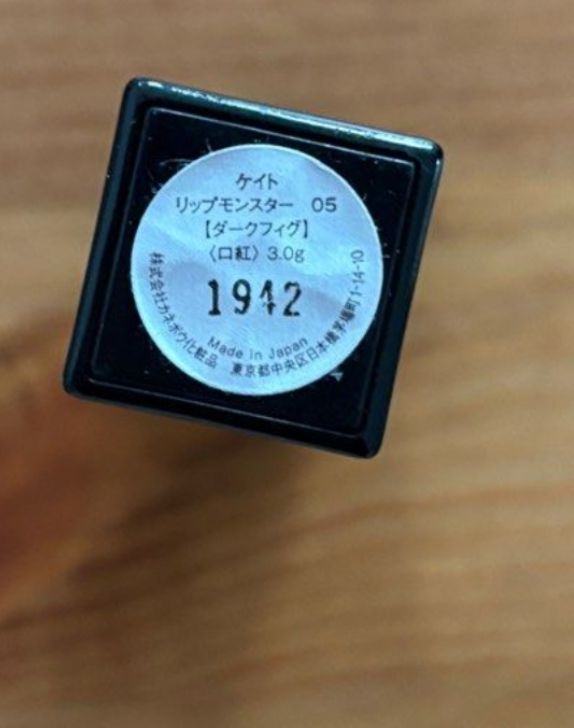 ケイト
リップモンスター 05
【ダークフィグ】
〈口紅〉3.0g
1942
Made in Japan
株式会社カネボウ化粧品 東京都中央区日本橋茅場町1-14-10